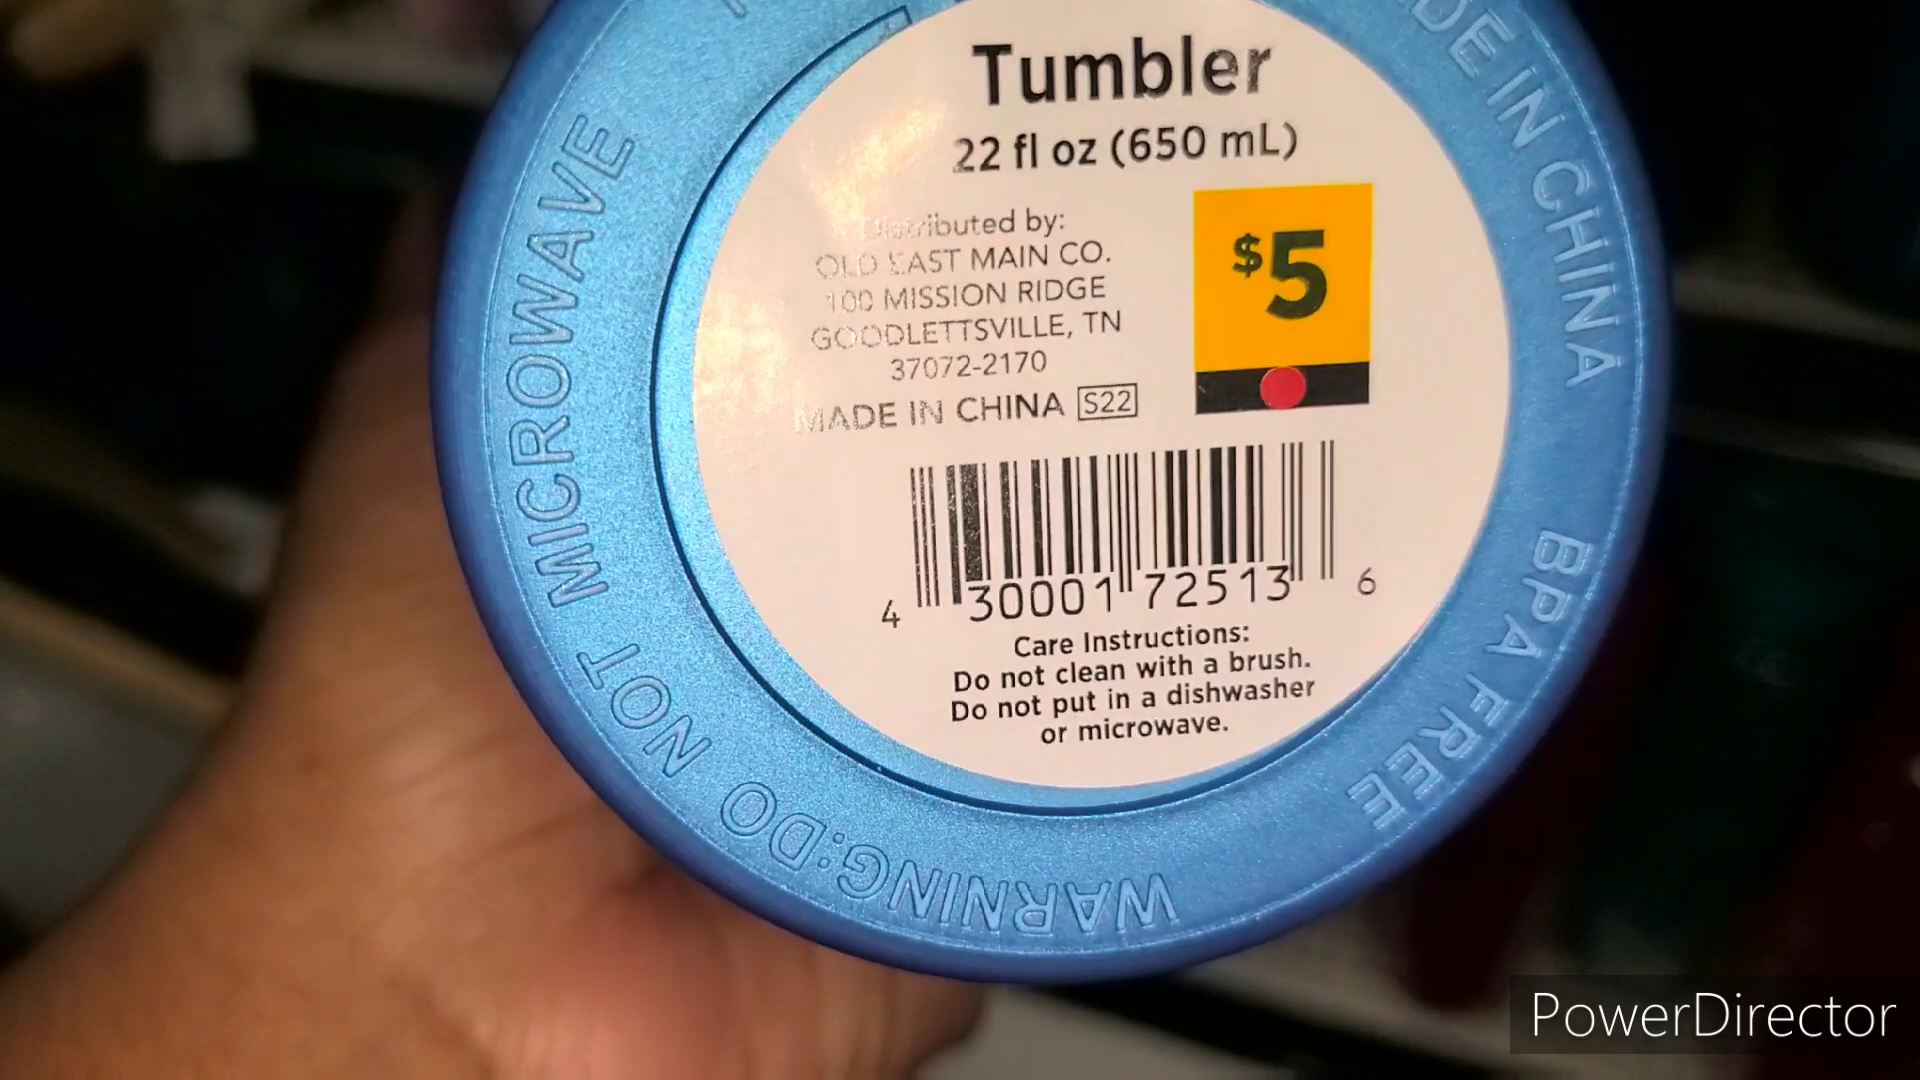 Tumbler
22 fl oz (650 mL)
Distributed by:
OLD EAST MAIN CO.
100 MISSION RIDGE
GOODLETTSVILLE, TN
37072-2170
MADE IN CHINA S22
$5
4 30001 72513 6
Care Instructions:
Do not clean with a brush.
Do not put in a dishwasher
or microwave.
WARNING:DO NOT MICROWAVE
IN CHINA
BPA FREE
PowerDirector